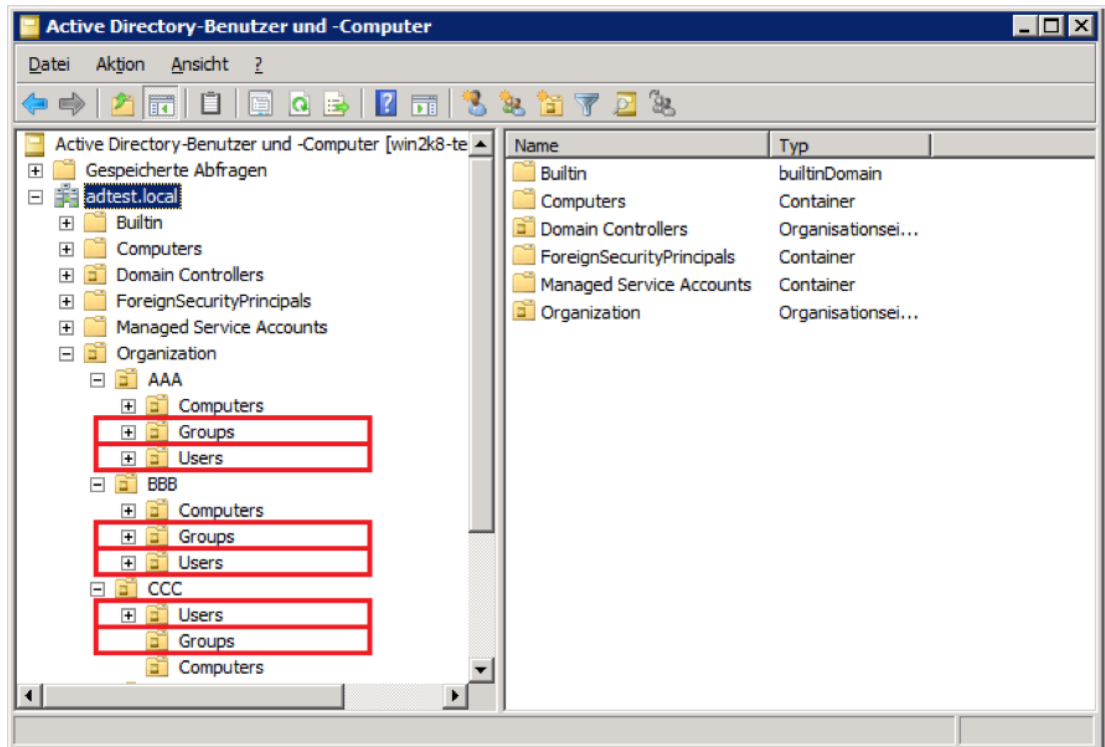 Active Directory-Benutzer und -Computer
Datei Aktion Ansicht ?
Active Directory-Benutzer und -Computer [win2k8-te
Gespeicherte Abfragen
adtest.local
Builtin
Computers
Domain Controllers
ForeignSecurityPrincipals
Managed Service Accounts
Organization
AAA
Computers
Groups
Users
BBB
Computers
Groups
Users
CCC
Users
Groups
Computers
Name Typ
Builtin builtinDomain
Computers Container
Domain Controllers Organisationsei...
ForeignSecurityPrincipals Container
Managed Service Accounts Container
Organization Organisationsei...